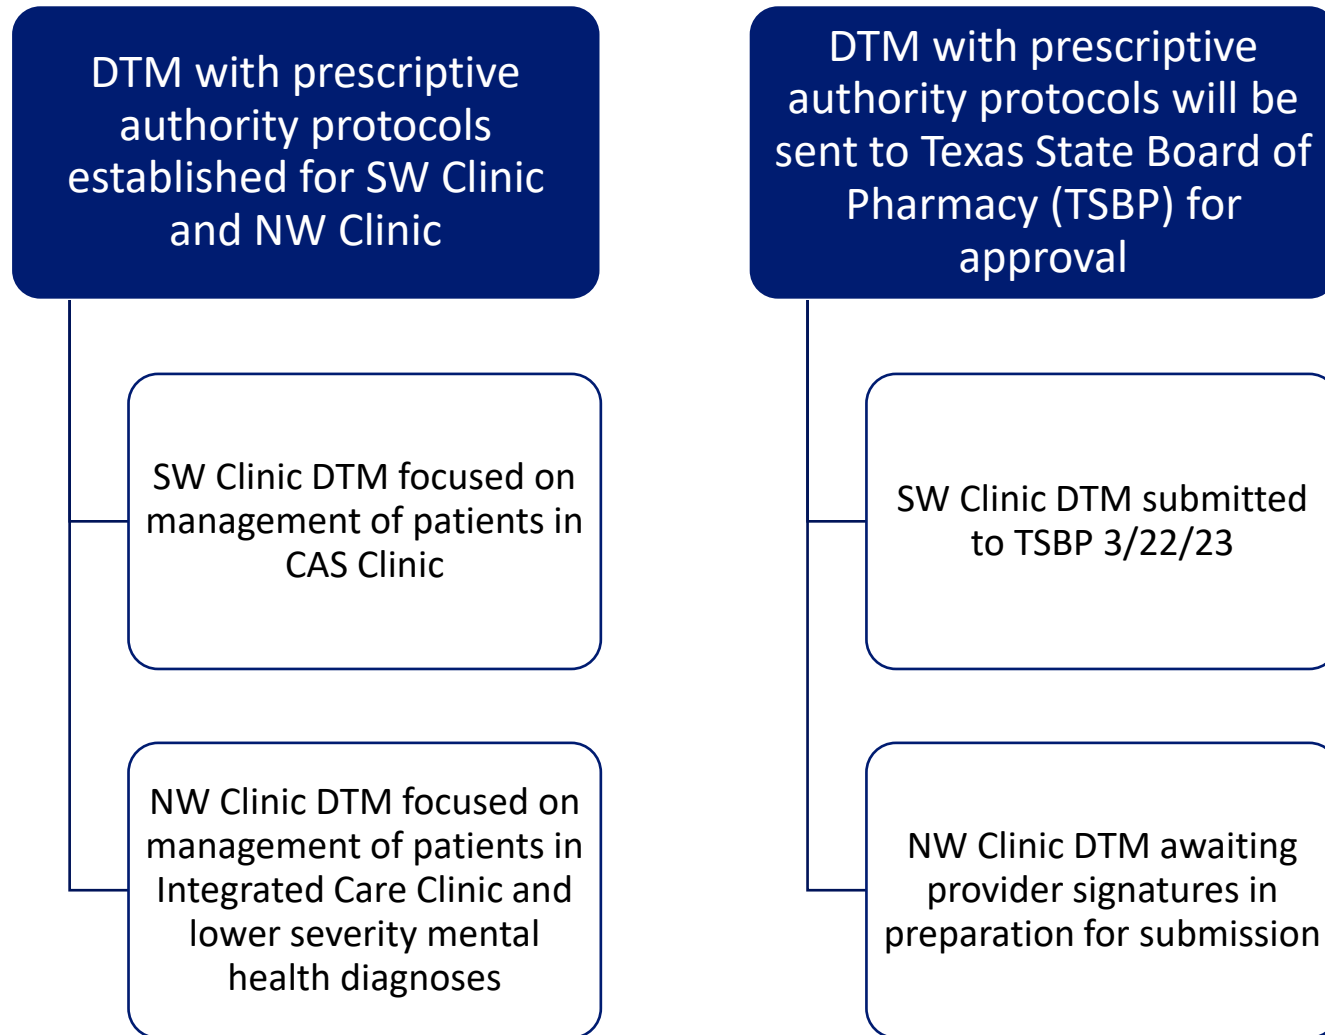 DTM with prescriptive
authority protocols
established for SW Clinic
and NW Clinic
SW Clinic DTM focused on
management of patients in
CAS Clinic
NW Clinic DTM focused on
management of patients in
Integrated Care Clinic and
lower severity mental
health diagnoses
DTM with prescriptive
authority protocols will be
sent to Texas State Board of
Pharmacy (TSBP) for
approval
SW Clinic DTM submitted
to TSBP 3/22/23
NW Clinic DTM awaiting
provider signatures in
preparation for submission